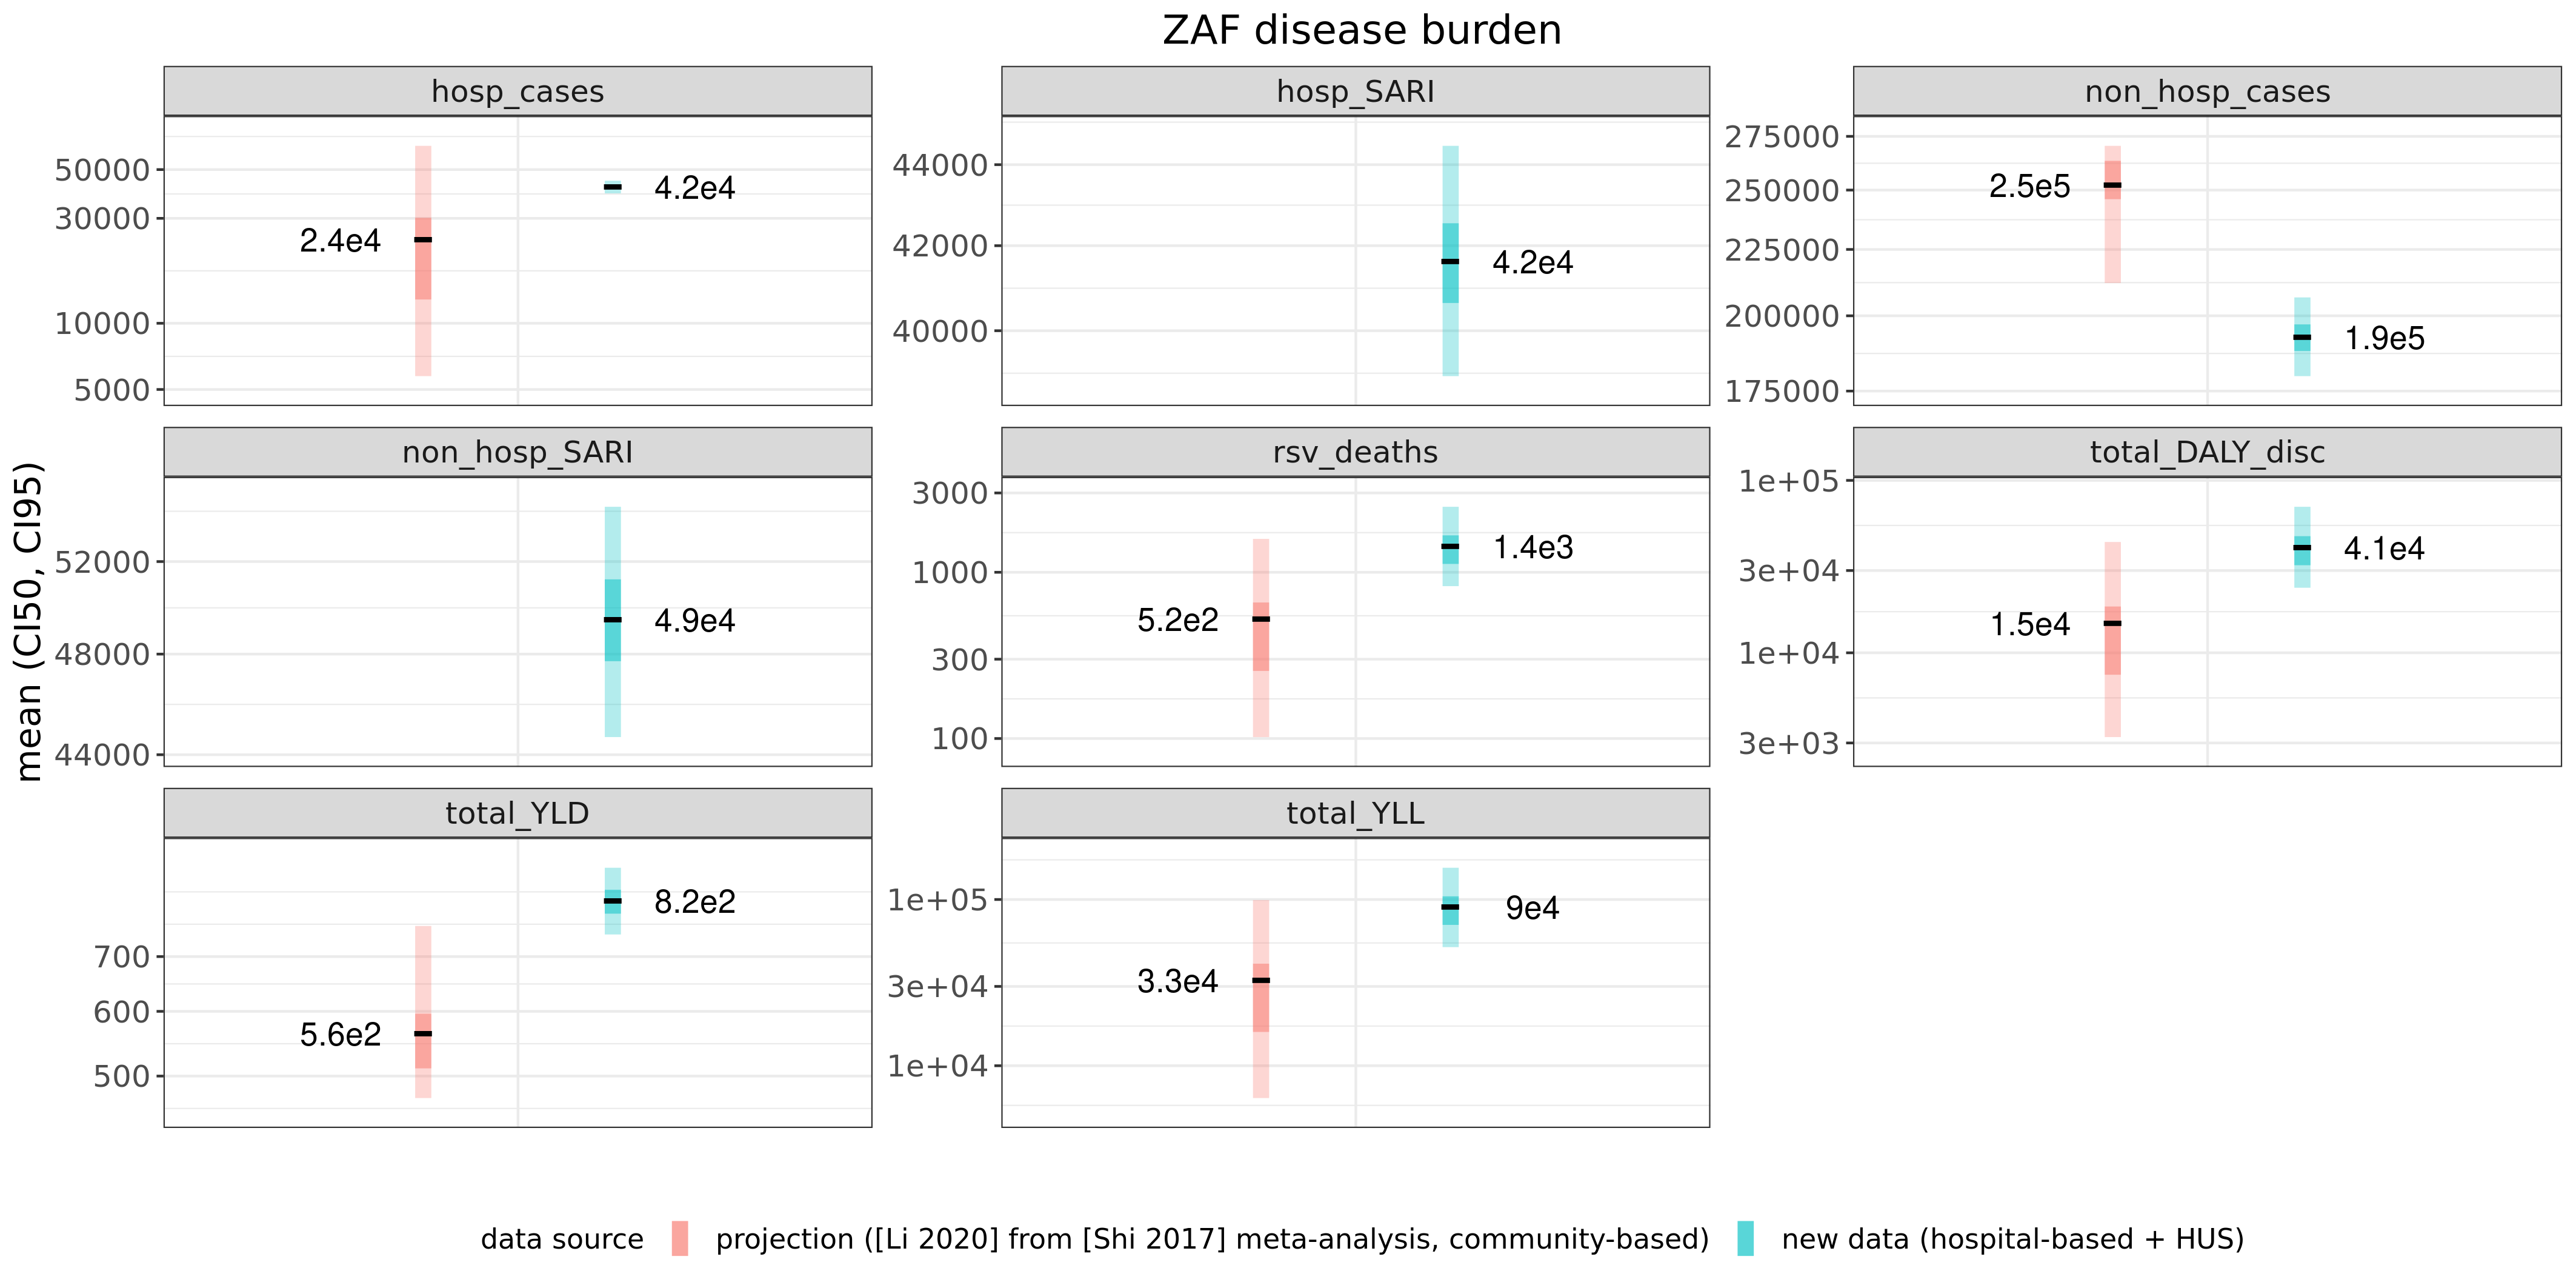 ZAF disease burden
hosp_cases
hosp_SARI
non_hosp_cases
50000
30000
10000
5000
2.4e4
4.2e4
44000
42000
40000
4.2e4
275000
250000
225000
200000
175000
2.5e5
1.9e5
mean (CI50, CI95)
non_hosp_SARI
rsv_deaths
total_DALY_disc
52000
48000
44000
4.9e4
3000
1000
300
100
5.2e2
1.4e3
1e+05
3e+04
1e+04
3e+03
1.5e4
4.1e4
total_YLD
total_YLL
700
600
500
5.6e2
8.2e2
1e+05
3e+04
1e+04
3.3e4
9e4
data source projection ([Li 2020] from [Shi 2017] meta-analysis, community-based) new data (hospital-based + HUS)